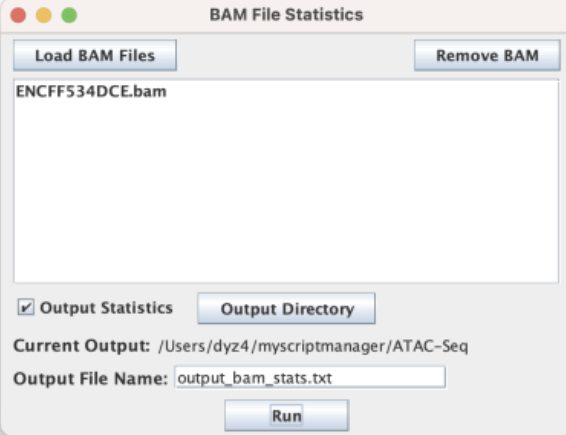 BAM File Statistics
Load BAM Files Remove BAM
ENCFF534DCE.bam
Output Statistics Output Directory
Current Output: /Users/dyz4/myscriptmanager/ATAC-Seq
Output File Name: output_bam_stats.txt
Run